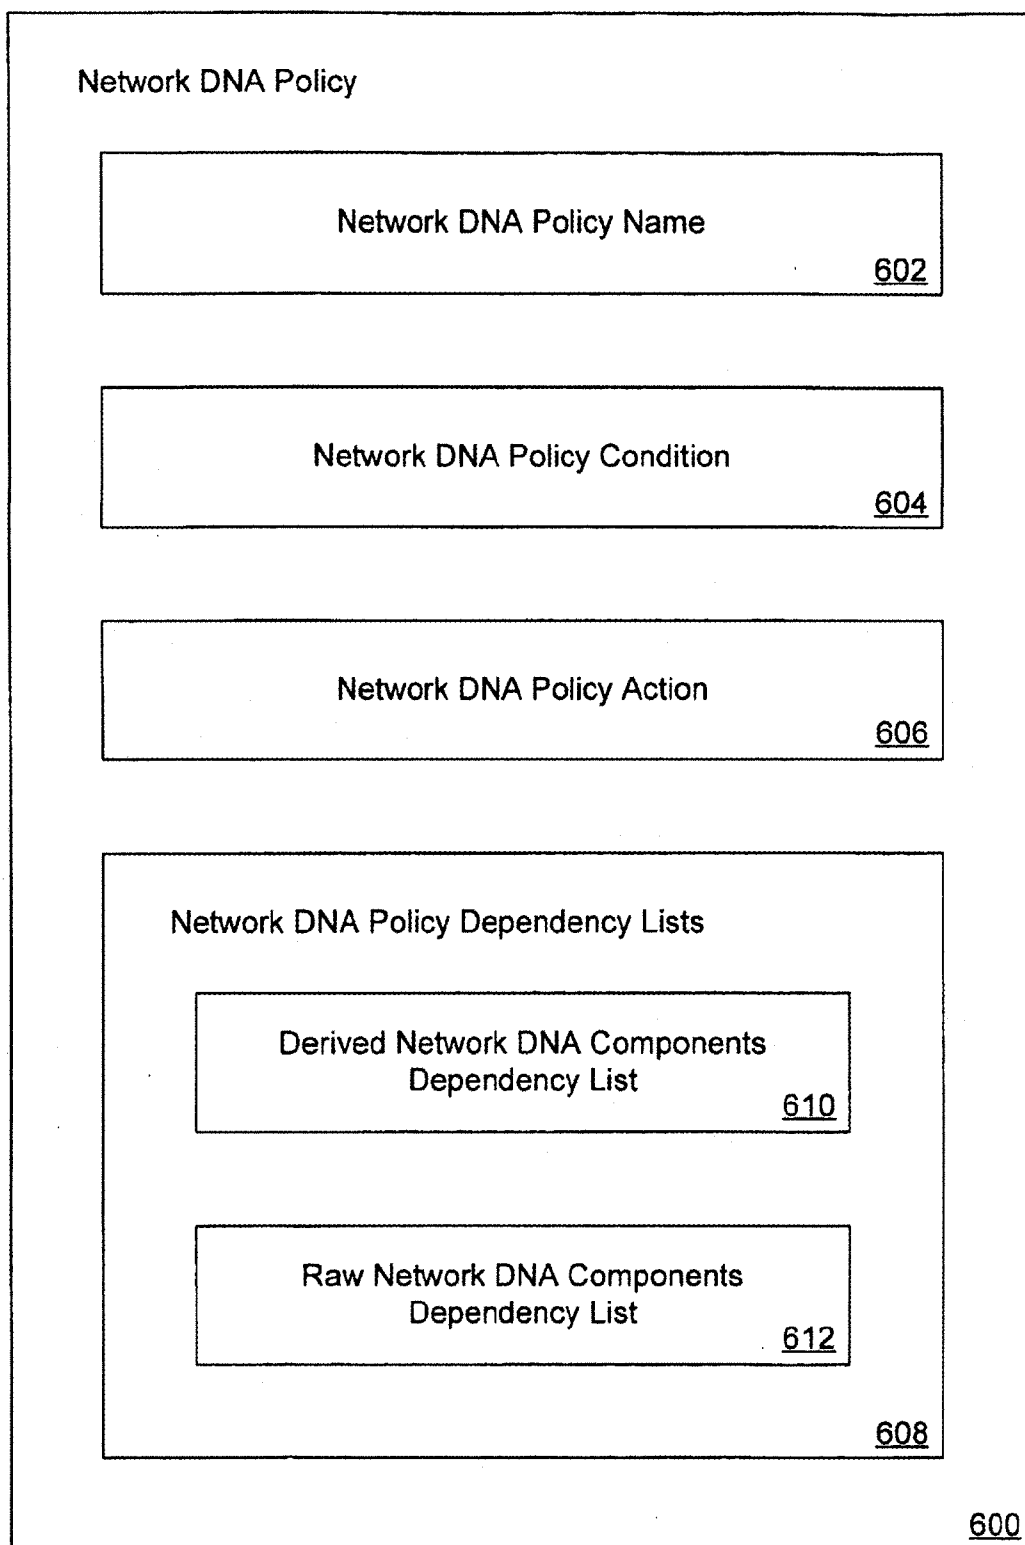 Network DNA Policy
Network DNA Policy Name
602
Network DNA Policy Condition
604
Network DNA Policy Action
606
Network DNA Policy Dependency Lists
Derived Network DNA Components
Dependency List
610
Raw Network DNA Components
Dependency List
612
608
600